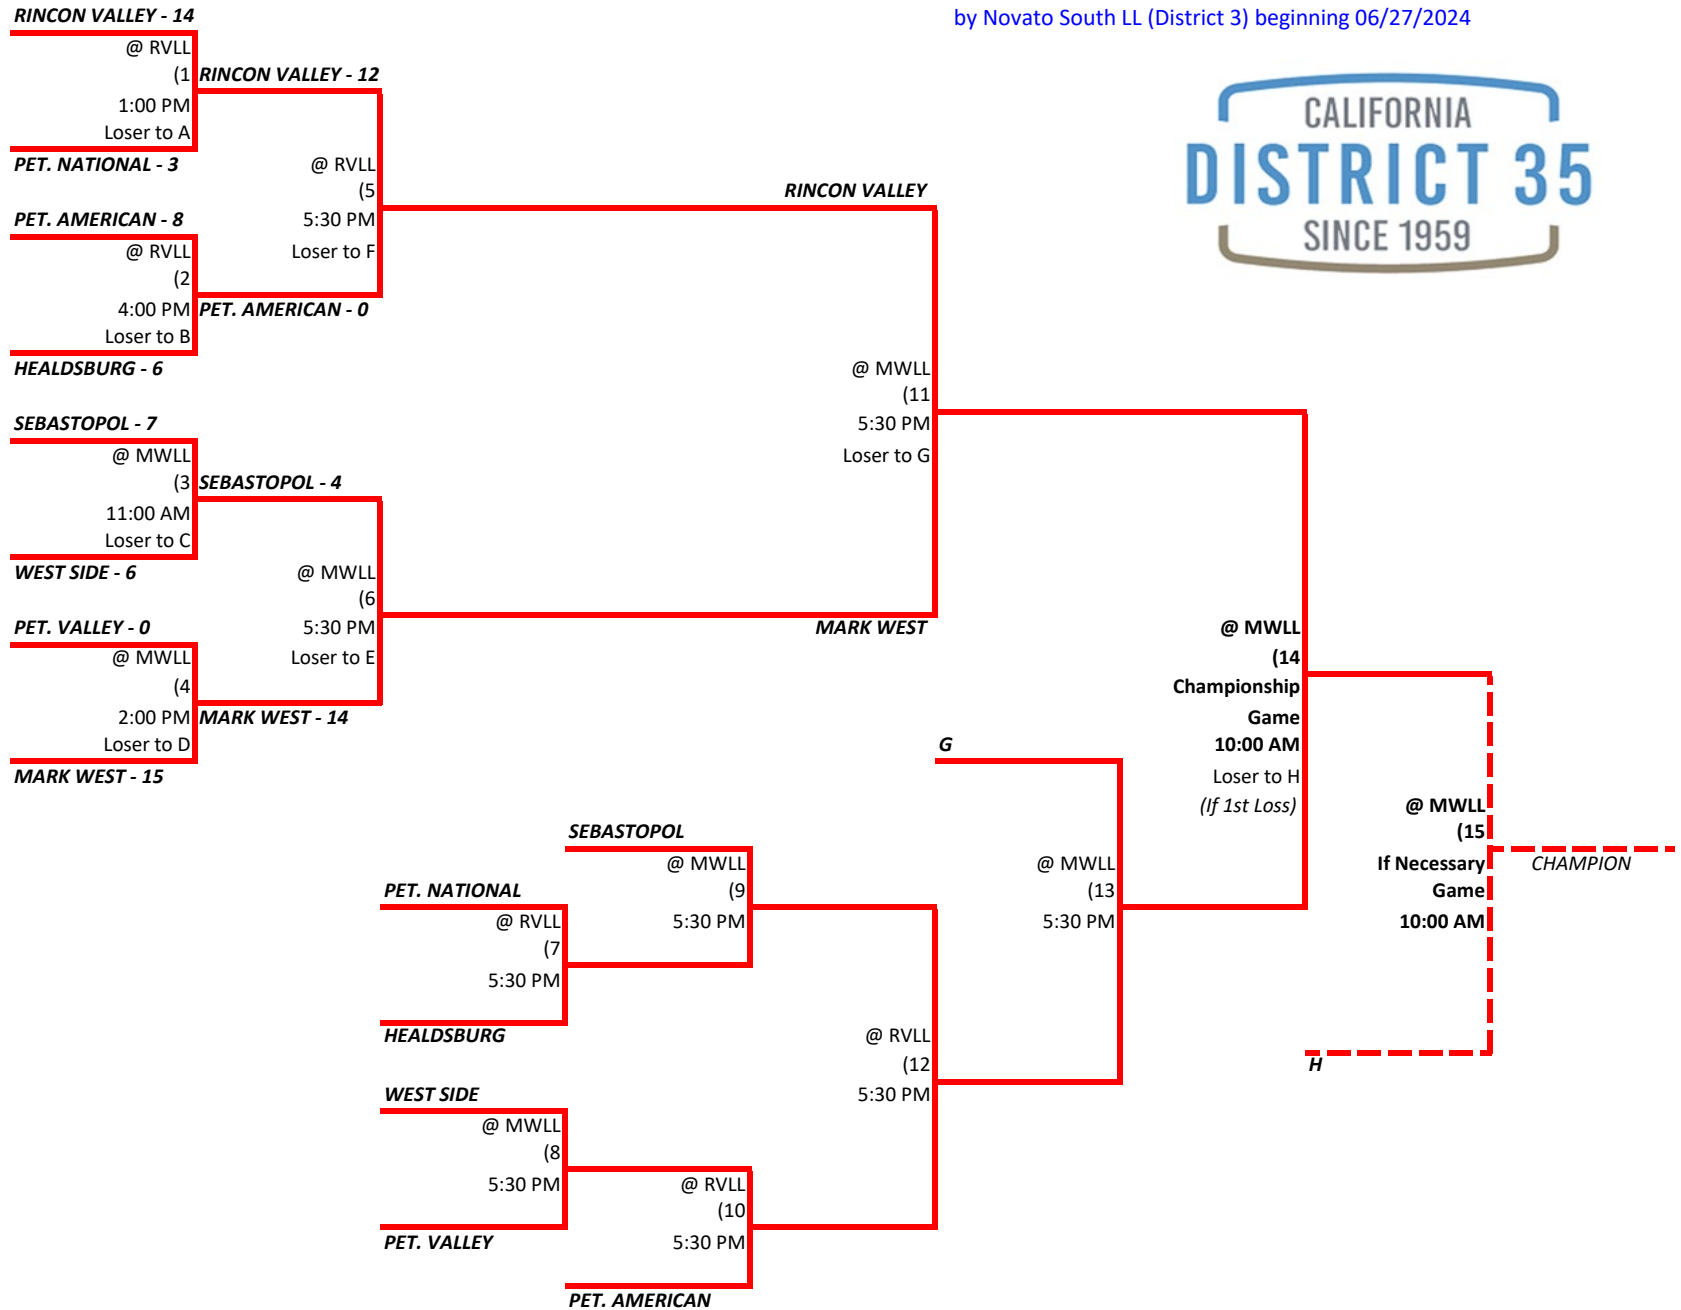 RINCON VALLEY - 14
by Novato South LL (District 3) beginning 06/27/2024
@ RVLL
(1
RINCON VALLEY - 12
1:00 PM
Loser to A
PET. NATIONAL - 3
@ RVLL
(5
5:30 PM
Loser to F
RINCON VALLEY
CALIFORNIA
DISTRICT 35
SINCE 1959
PET. AMERICAN - 8
@ RVLL
(2
4:00 PM
PET. AMERICAN - 0
Loser to B
HEALDSBURG - 6
@ MWLL
(11
5:30 PM
Loser to G
SEBASTOPOL - 7
@ MWLL
(3
SEBASTOPOL - 4
11:00 AM
Loser to C
WEST SIDE - 6
@ MWLL
(6
5:30 PM
Loser to E
MARK WEST
PET. VALLEY - 0
@ MWLL
(4
2:00 PM
MARK WEST - 14
Loser to D
MARK WEST - 15
@ MWLL
(14
Championship
Game
10:00 AM
Loser to H
(If 1st Loss)
G
@ MWLL
(15
If Necessary
Game
10:00 AM
CHAMPION
SEBASTOPOL
@ MWLL
(9
5:30 PM
@ MWLL
(13
5:30 PM
PET. NATIONAL
@ RVLL
(7
5:30 PM
HEALDSBURG
@ RVLL
(12
5:30 PM
H
WEST SIDE
@ MWLL
(8
5:30 PM
PET. VALLEY
@ RVLL
(10
5:30 PM
PET. AMERICAN